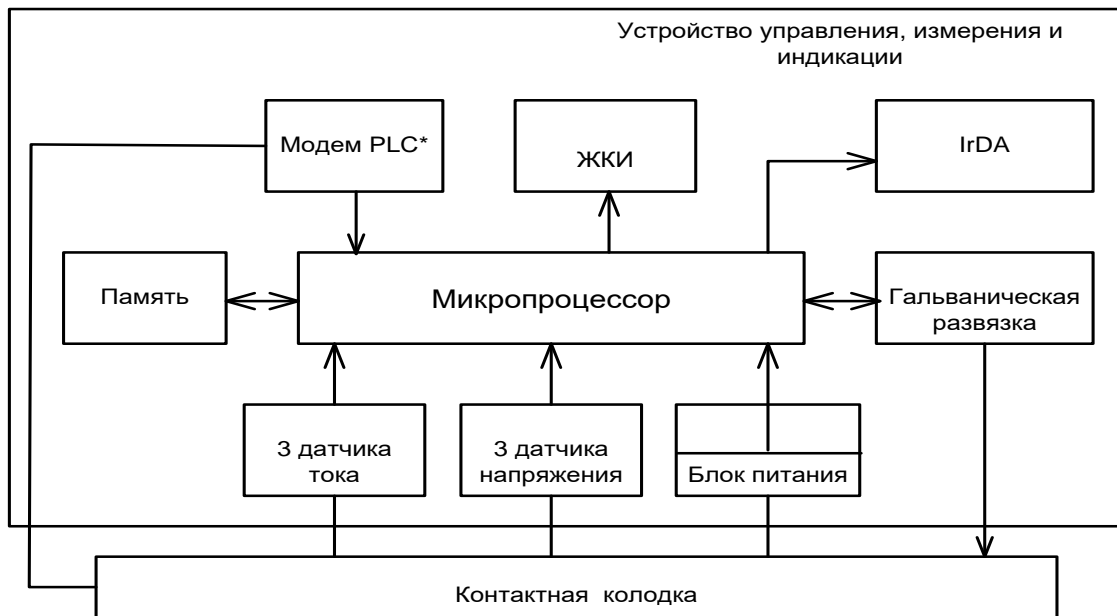 Устройство управления, измерения и
индикации
Модем PLC*
ЖКИ
IrDA
Память
Микропроцессор
Гальваническая
развязка
3 датчика
тока
3 датчика
напряжения
Блок питания
Контактная колодка